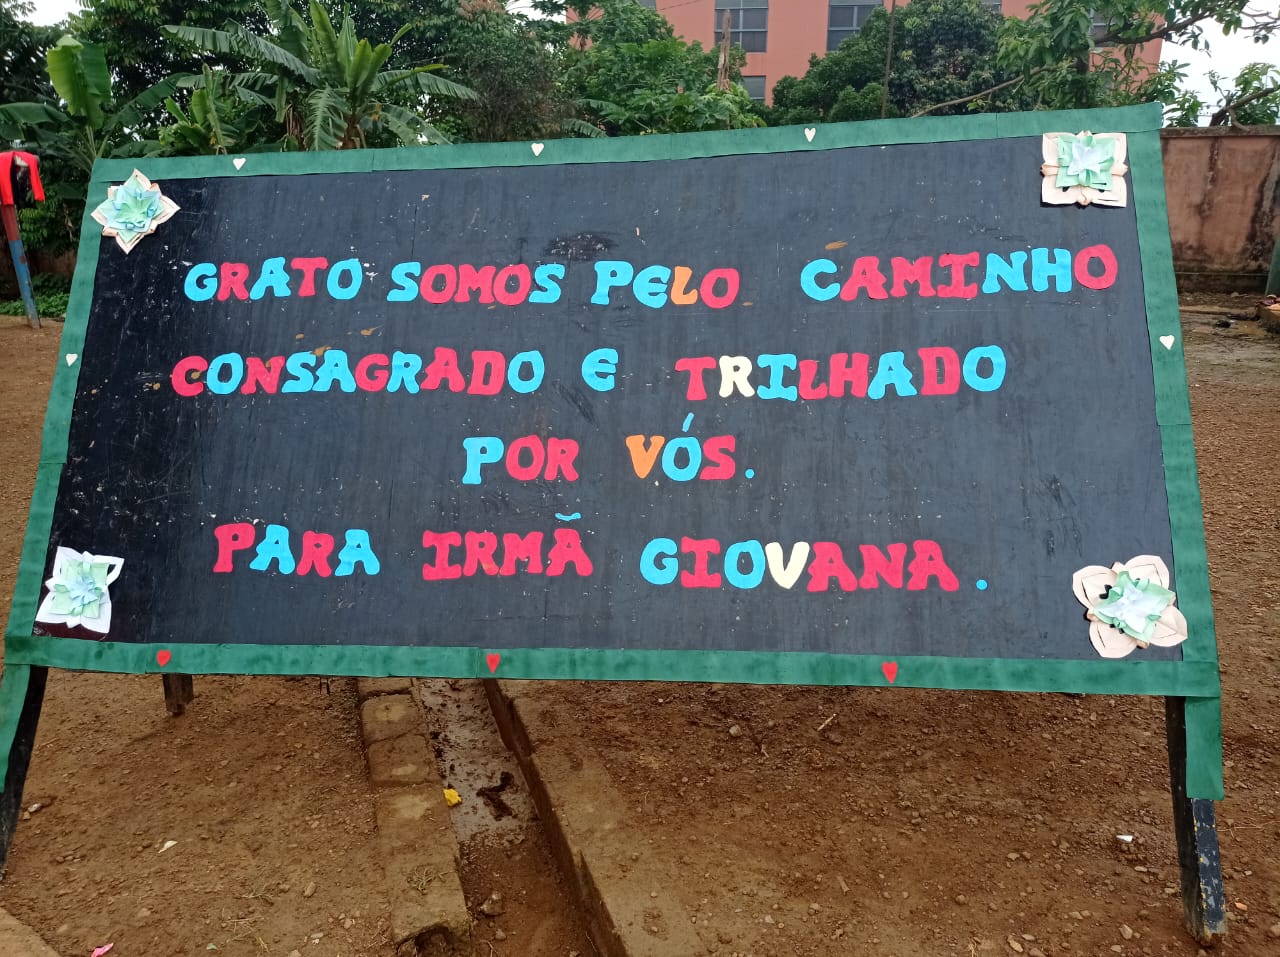 GRATO SOMOS PELO CAMINHO
CONSAGRADO E TRILHADO
POR VÓS.
PARA IRMÃ GIOVANA.